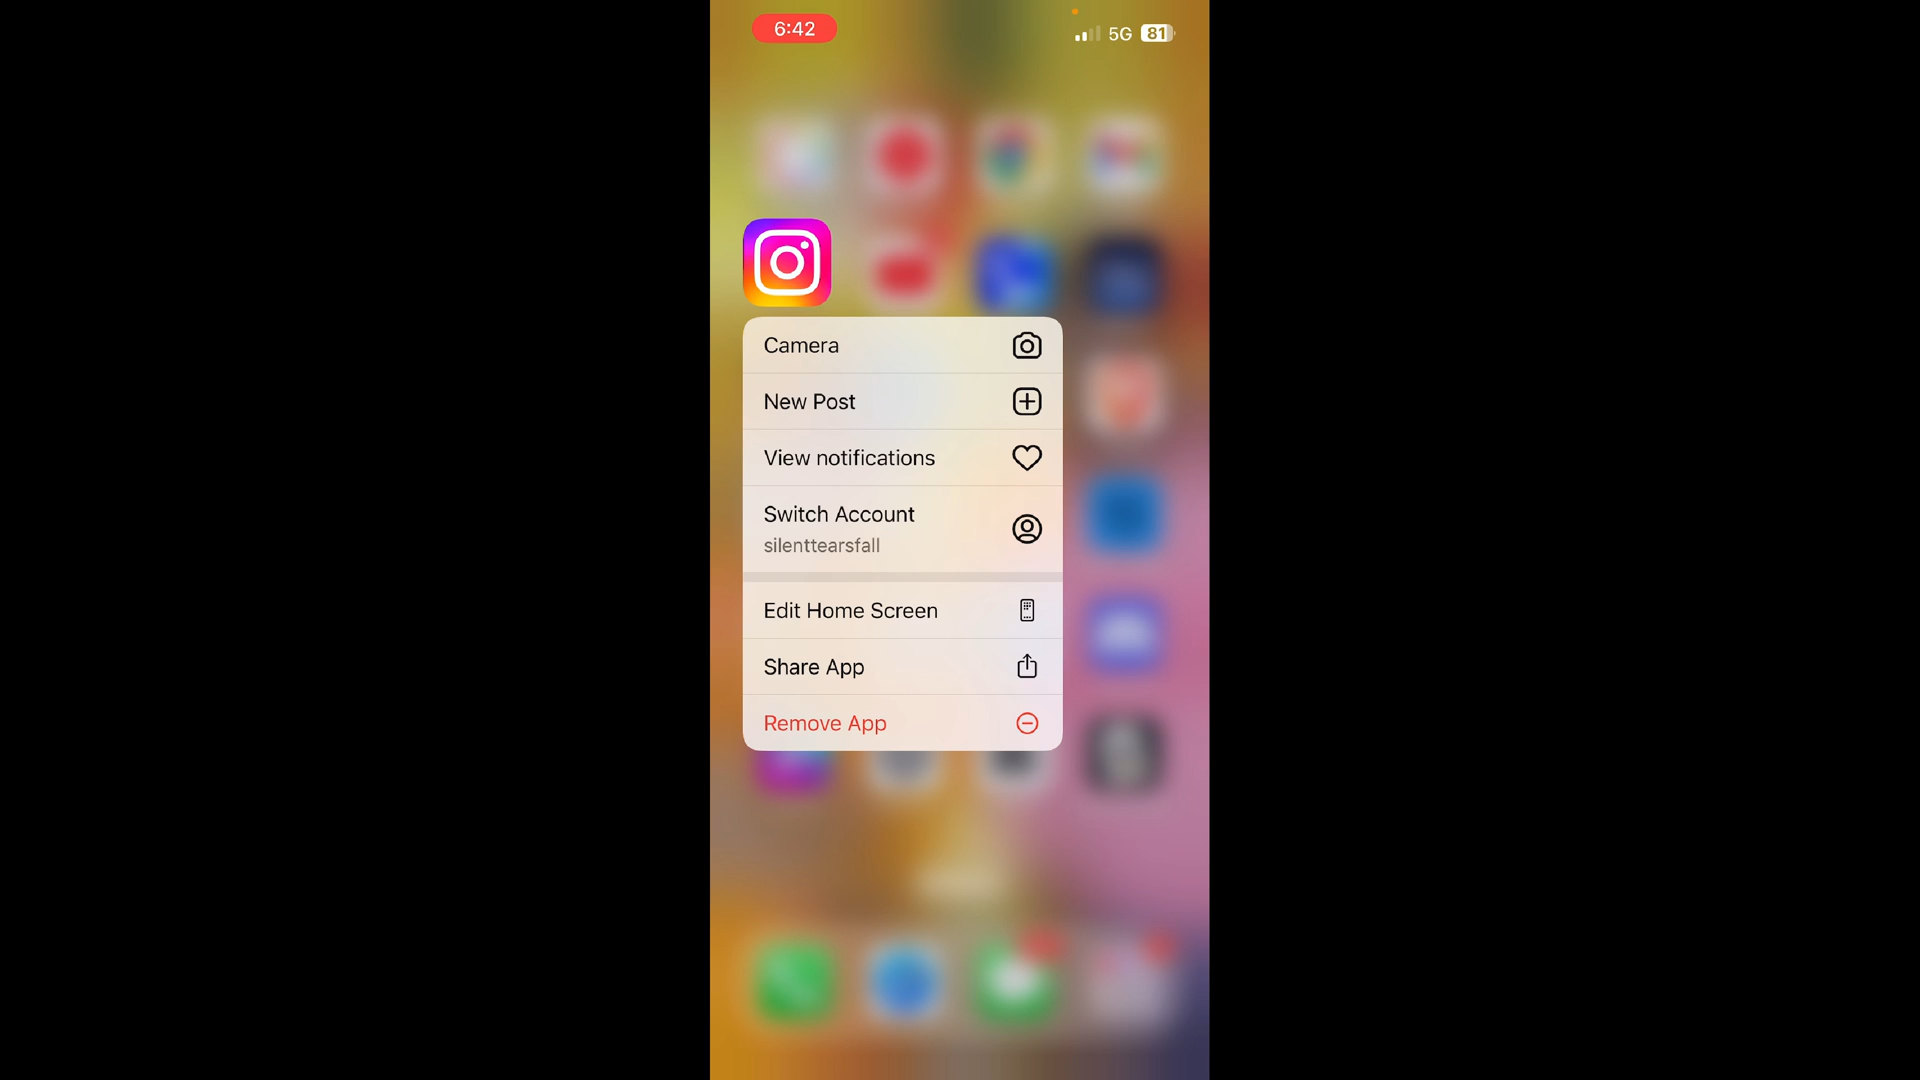 6:42
5G 81
Camera
New Post
View notifications
Switch Account
silenttearsfall
Edit Home Screen
Share App
Remove App